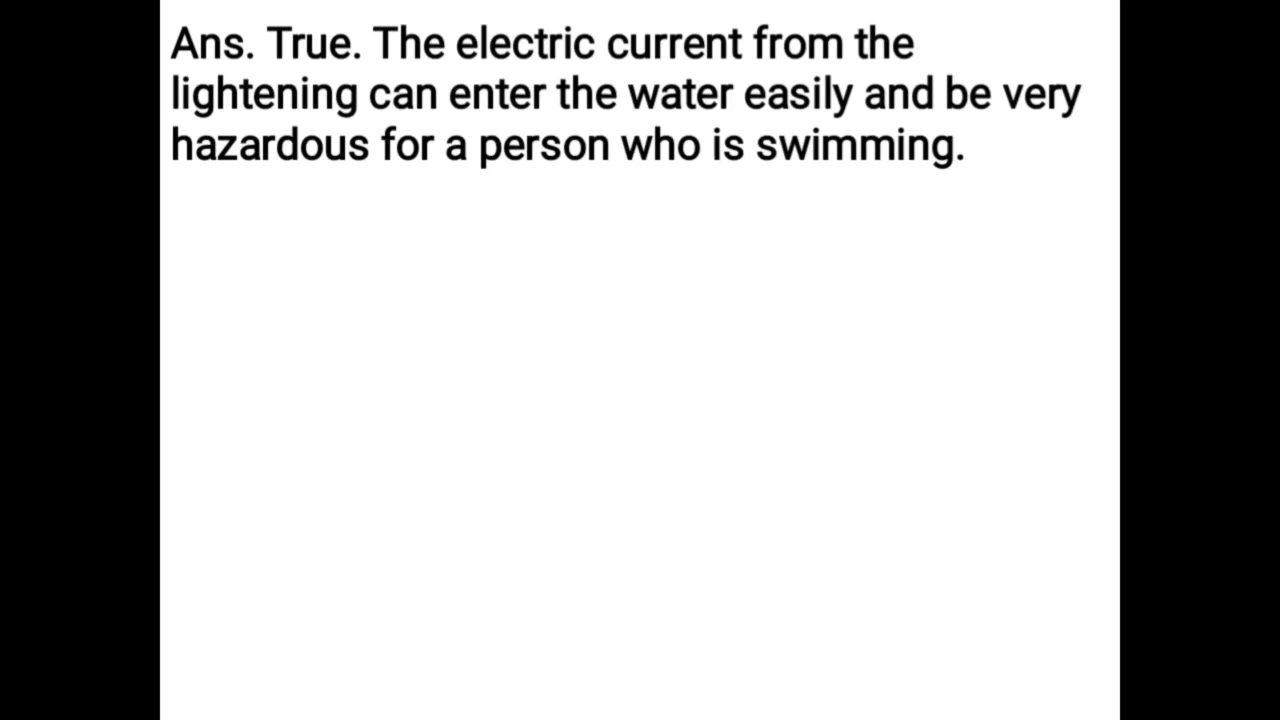 Ans. True. The electric current from the
lightening can enter the water easily and be very
hazardous for a person who is swimming.